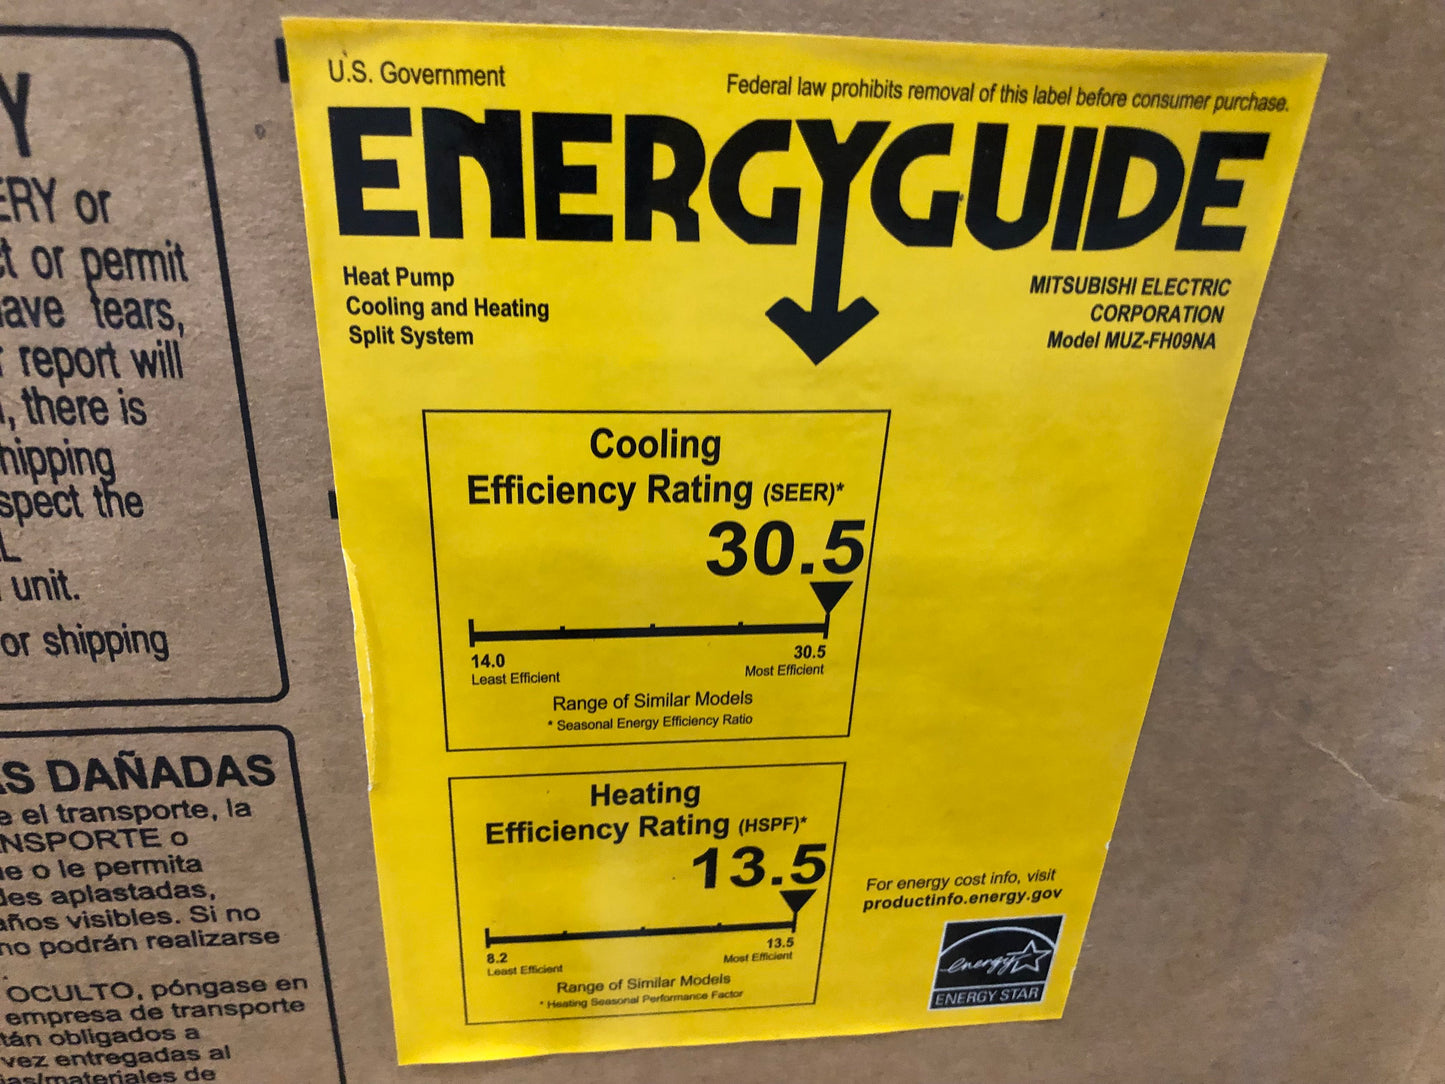 Y
ERY or
ct or permit
ave tears,
report will
, there is
hipping
spect the
L
unit.
or shipping
AS DAÑADAS
e el transporte, la
NSPORTE o
e o le permita
des aplastadas,
años visibles. Si no
no podrán realizarse
OCULTO, póngase en
empresa de transporte
tán obligados a
vez entregadas al
ias/materiales de
U.S. Government
Federal law prohibits removal of this label before consumer purchase.
ENERGYGUIDE
Heat Pump
Cooling and Heating
Split System
MITSUBISHI ELECTRIC
CORPORATION
Model MUZ-FH09NA
Cooling
Efficiency Rating (SEER)*
30.5
14.0
Least Efficient
30.5
Most Efficient
Range of Similar Models
* Seasonal Energy Efficiency Ratio
Heating
Efficiency Rating (HSPF)*
13.5
8.2
Least Efficient
13.5
Most Efficient
Range of Similar Models
* Heating Seasonal Performance Factor
For energy cost info, visit
productinfo.energy.gov
energy
ENERGY STAR